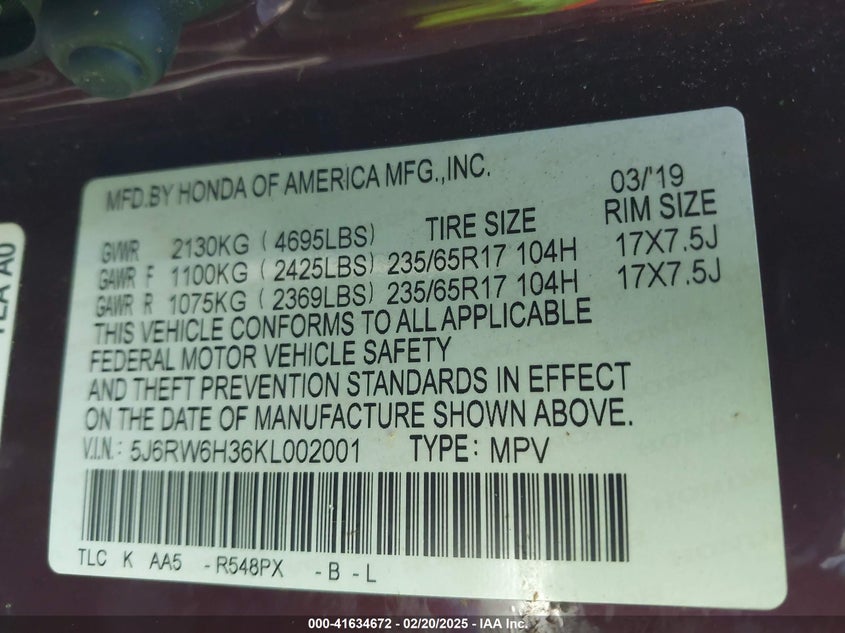 MFD.BY HONDA OF AMERICA MFG.,INC. 03/'19
GVWR 2130KG (4695LBS) TIRE SIZE RIM SIZE
GAWR F 1100KG (2425LBS) 235/65R17 104H 17X7.5J
GAWR R 1075KG (2369LBS) 235/65R17 104H 17X7.5J
THIS VEHICLE CONFORMS TO ALL APPLICABLE
FEDERAL MOTOR VEHICLE SAFETY
AND THEFT PREVENTION STANDARDS IN EFFECT
ON THE DATE OF MANUFACTURE SHOWN ABOVE.
V.I.N.: 5J6RW6H36KL002001 TYPE: MPV
TLC K AA5 -R548PX -B -L
000-41634672 - 02/20/2025 - IAA Inc.